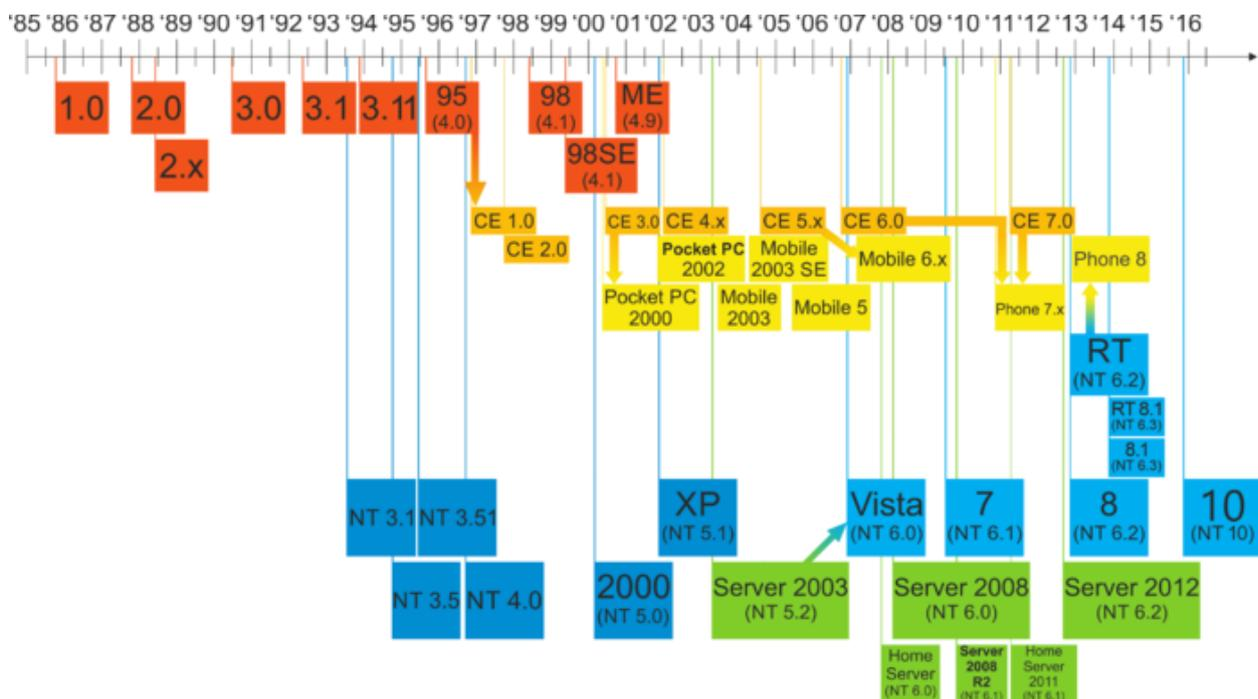 '85 '86 '87 '88 '89 '90 '91 '92 '93 '94 '95 '96 '97 '98 '99 '00 '01 '02 '03 '04 '05 '06 '07 '08 '09 '10 '11 '12 '13 '14 '15 '16
1.0
2.0
3.0
3.1
3.11
95
(4.0)
98
(4.1)
ME
(4.9)
2.x
98SE
(4.1)
CE 1.0
CE 3.0
CE 4.x
CE 5.x
CE 6.0
CE 7.0
CE 2.0
Pocket PC
2002
Mobile
2003 SE
Mobile 6.x
Phone 8
Pocket PC
2000
Mobile
2003
Mobile 5
Phone 7.x
RT
(NT 6.2)
RT 8.1
(NT 6.3)
8.1
(NT 6.3)
NT 3.1
NT 3.51
XP
(NT 5.1)
Vista
(NT 6.0)
7
(NT 6.1)
8
(NT 6.2)
10
(NT 10)
NT 3.5
NT 4.0
2000
(NT 5.0)
Server 2003
(NT 5.2)
Server 2008
(NT 6.0)
Server 2012
(NT 6.2)
Home
Server
(NT 6.0)
Server
2008
R2
(NT 6.1)
Home
Server
2011
(NT 6.1)